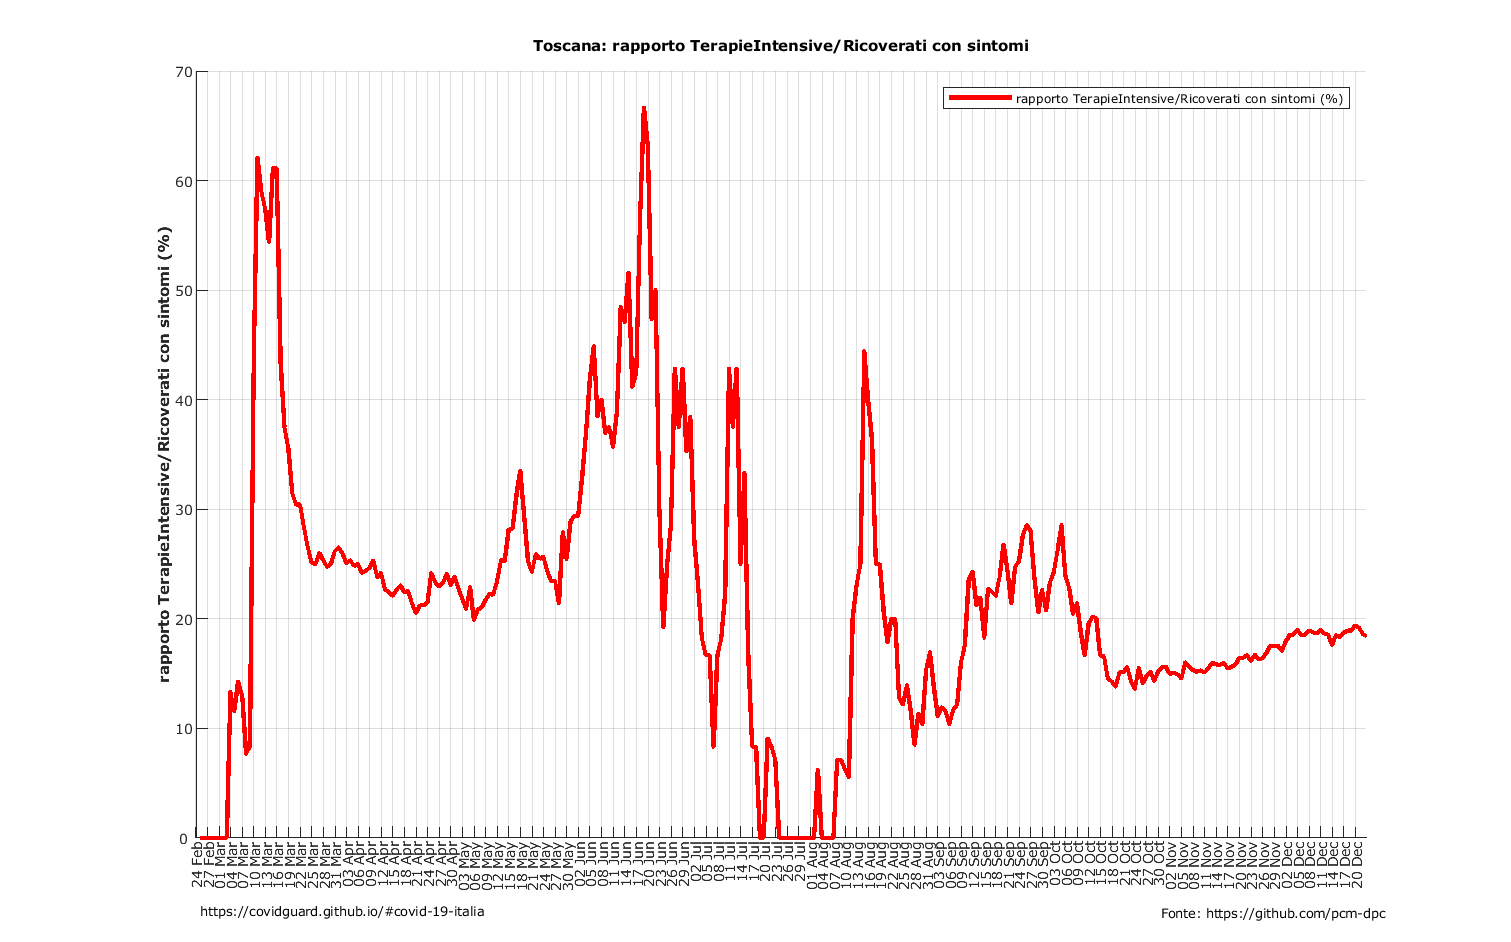 Toscana: rapporto TerapieIntensive/Ricoverati con sintomi
rapporto TerapieIntensive/Ricoverati con sintomi (%)
rapporto TerapieIntensive/Ricoverati con sintomi (%)
70
60
50
40
30
20
10
0
24 Feb
27 Feb
01 Mar
04 Mar
07 Mar
10 Mar
13 Mar
16 Mar
19 Mar
22 Mar
25 Mar
28 Mar
31 Mar
03 Apr
06 Apr
09 Apr
12 Apr
15 Apr
18 Apr
21 Apr
24 Apr
27 Apr
30 Apr
03 May
06 May
09 May
12 May
15 May
18 May
21 May
24 May
27 May
30 May
02 Jun
05 Jun
08 Jun
11 Jun
14 Jun
17 Jun
20 Jun
23 Jun
26 Jun
29 Jun
02 Jul
05 Jul
08 Jul
11 Jul
14 Jul
17 Jul
20 Jul
23 Jul
26 Jul
29 Jul
01 Aug
04 Aug
07 Aug
10 Aug
13 Aug
16 Aug
19 Aug
22 Aug
25 Aug
28 Aug
31 Aug
03 Sep
06 Sep
09 Sep
12 Sep
15 Sep
18 Sep
21 Sep
24 Sep
27 Sep
30 Sep
03 Oct
06 Oct
09 Oct
12 Oct
15 Oct
18 Oct
21 Oct
24 Oct
27 Oct
30 Oct
02 Nov
05 Nov
08 Nov
11 Nov
14 Nov
17 Nov
20 Nov
23 Nov
26 Nov
29 Nov
02 Dec
05 Dec
08 Dec
11 Dec
14 Dec
17 Dec
20 Dec
https://covidguard.github.io/#covid-19-italia
Fonte: https://github.com/pcm-dpc